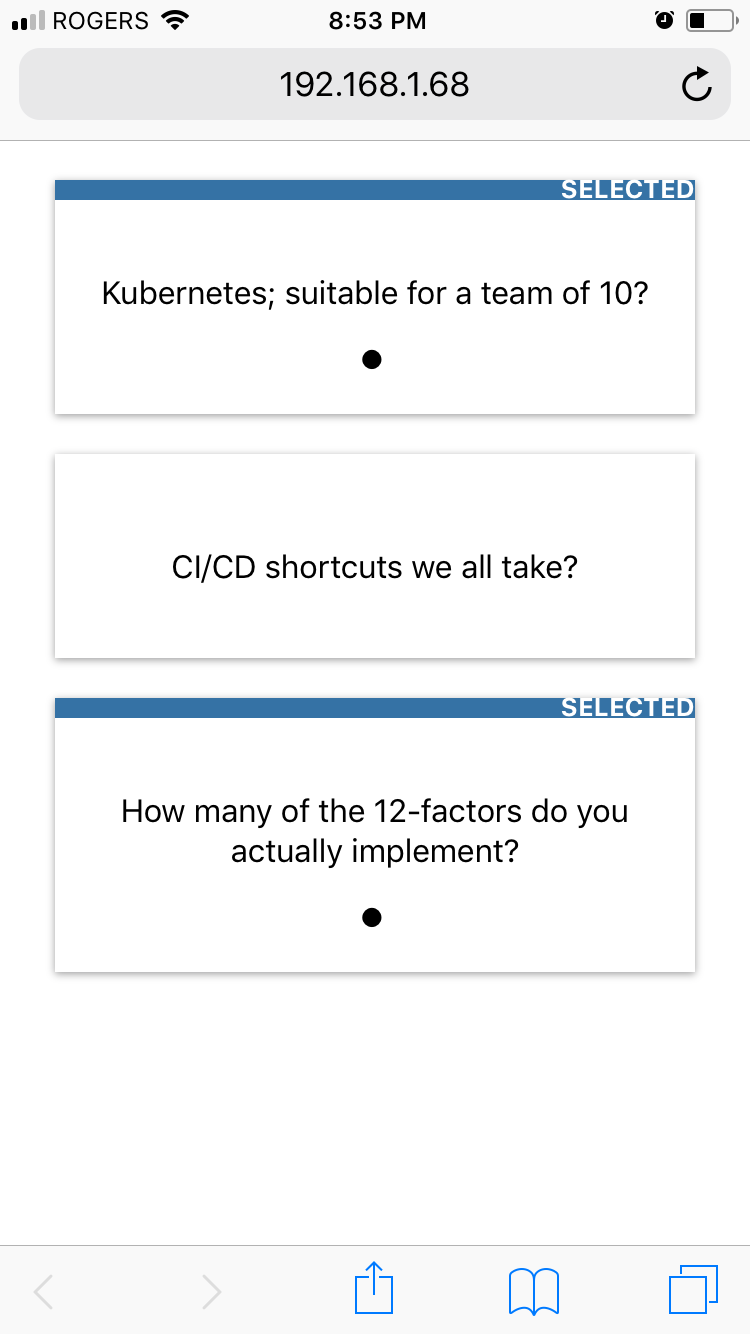 ROGERS 8:53 PM
192.168.1.68
SELECTED
Kubernetes; suitable for a team of 10?
CI/CD shortcuts we all take?
SELECTED
How many of the 12-factors do you
actually implement?